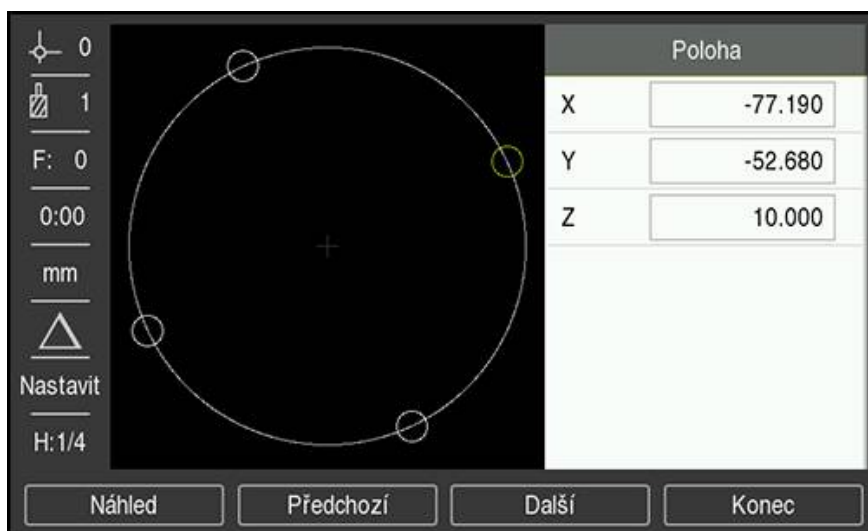 0
Poloha
1
X -77.190
F: 0
Y -52.680
0:00
Z 10.000
mm
Nastavit
H:1/4
Náhled Předchozí Další Konec